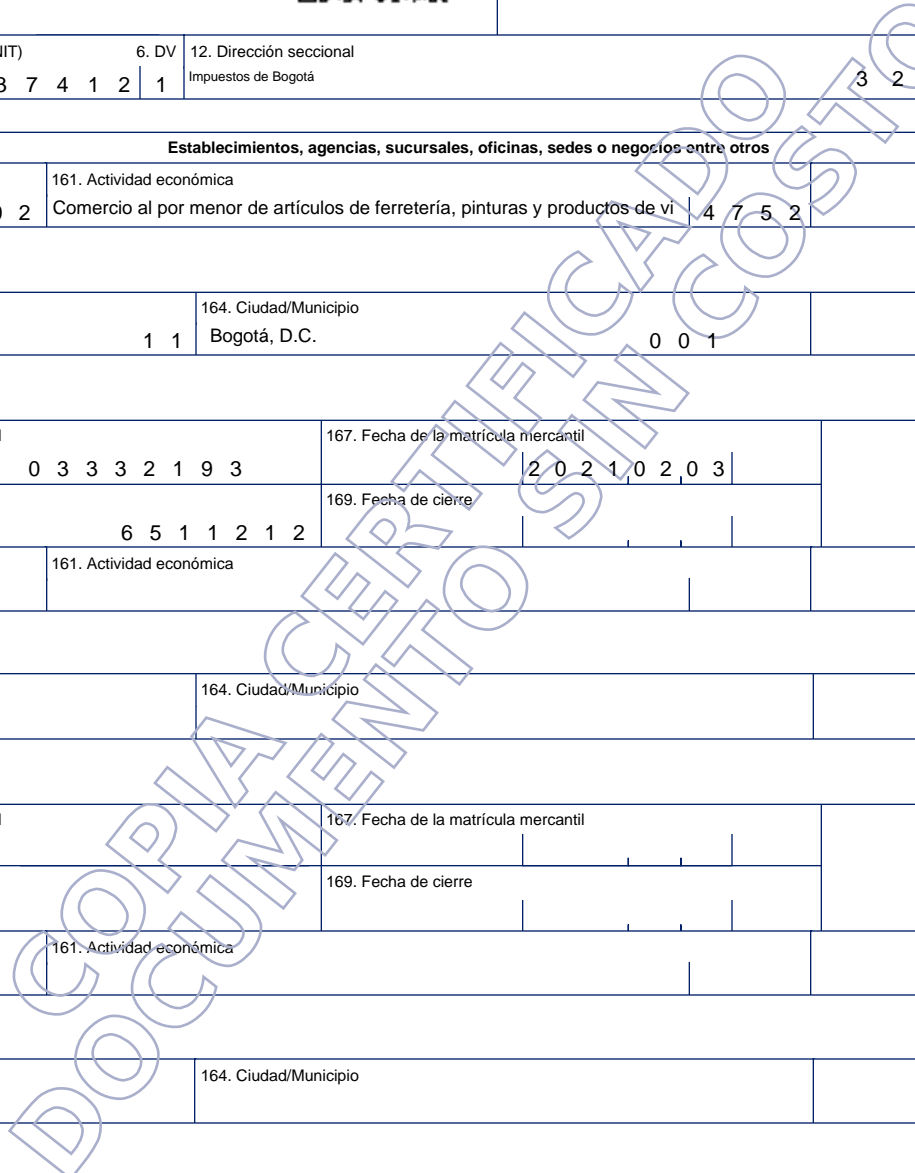 6. DV 12. Dirección seccional
7 4 1 2 1 Impuestos de Bogotá 3 2
Establecimientos, agencias, sucursales, oficinas, sedes o negocios entre otros
161. Actividad económica
2 Comercio al por menor de artículos de ferretería, pinturas y productos de vi 4 7 5 2
164. Ciudad/Municipio
1 1 Bogotá, D.C. 0 0 1
167. Fecha de la matrícula mercantil
0 3 3 3 2 1 9 3 2 0 2 1 0 2 0 3
169. Fecha de cierre
6 5 1 1 2 1 2
161. Actividad económica
164. Ciudad/Municipio
167. Fecha de la matrícula mercantil
169. Fecha de cierre
161. Actividad económica
164. Ciudad/Municipio
COPIA CERTIFICADO
DOCUMENTO SIN COSTO